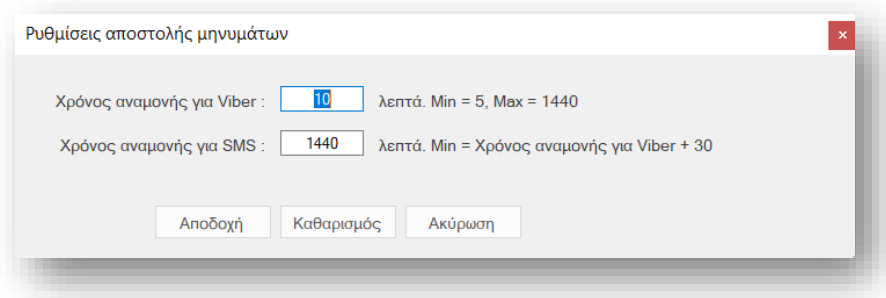 Ρυθμίσεις αποστολής μηνυμάτων
Χρόνος αναμονής για Viber : 10 λεπτά. Min = 5, Max = 1440
Χρόνος αναμονής για SMS : 1440 λεπτά. Min = Χρόνος αναμονής για Viber + 30
Αποδοχή Καθαρισμός Ακύρωση